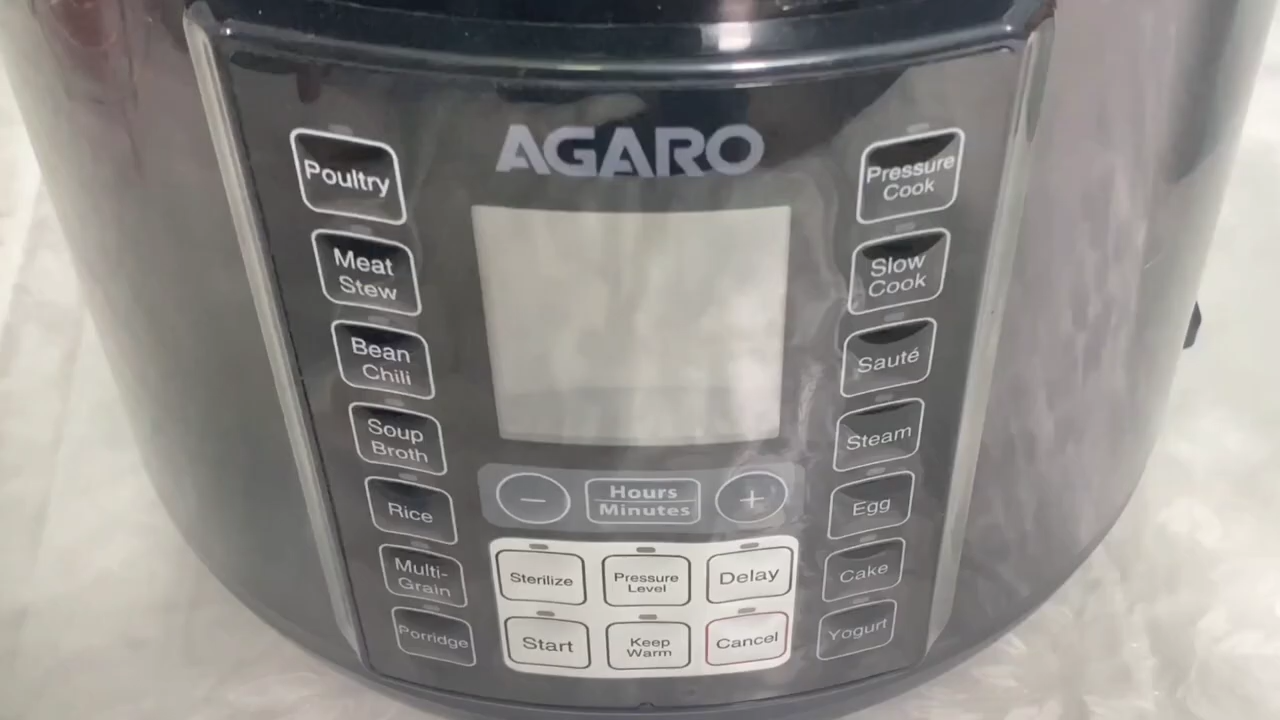 AGARO
Poultry
Meat
Stew
Bean
Chili
Soup
Broth
Rice
Multi-
Grain
Porridge
Pressure
Cook
Slow
Cook
Sauté
Steam
Egg
Cake
Yogurt
−
Hours
Minutes
+
Sterilize
Pressure
Level
Delay
Start
Keep
Warm
Cancel